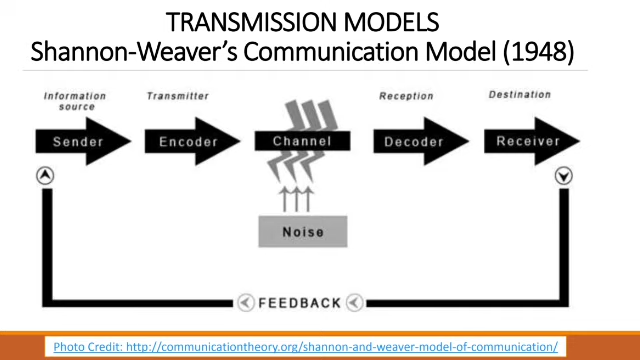 TRANSMISSION MODELS
Shannon-Weaver's Communication Model (1948)
Information source
Transmitter
Reception
Destination
Sender
Encoder
Channel
Decoder
Receiver
Noise
FEEDBACK
Photo Credit: http://communicationtheory.org/shannon-and-weaver-model-of-communication/